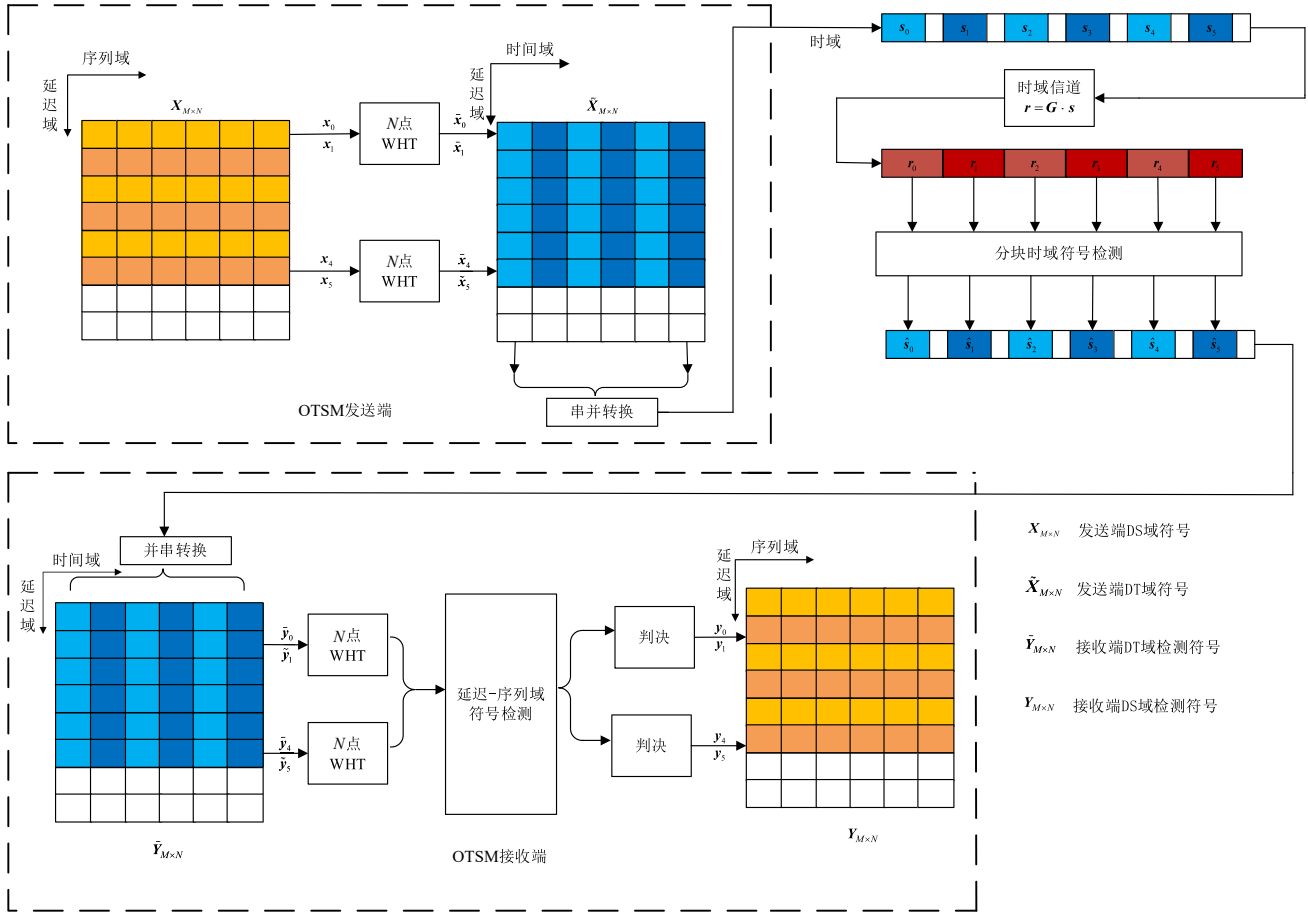 序列域
延迟域
X_{M×N}
x_0
x_1
N点
WHT
x̃_0
x̃_1
时间域
延迟域
X̃_{M×N}
x_4
x_5
N点
WHT
x̃_4
x̃_5
OTSM发送端
串并转换
时域
s_0 s_1 s_2 s_3 s_4 s_5
时域信道
r = G · s
r_0 r_1 r_2 r_3 r_4 r_5
分块时域符号检测
ŝ_0 ŝ_1 ŝ_2 ŝ_3 ŝ_4 ŝ_5
并串转换
时间域
延迟域
ỹ_0
ỹ_1
N点
WHT
ỹ_4
ỹ_5
N点
WHT
Ỹ_{M×N}
延迟-序列域
符号检测
判决
y_0
y_1
判决
y_4
y_5
序列域
延迟域
Y_{M×N}
OTSM接收端
X_{M×N} 发送端DS域符号
X̃_{M×N} 发送端DT域符号
Ỹ_{M×N} 接收端DT域检测符号
Y_{M×N} 接收端DS域检测符号